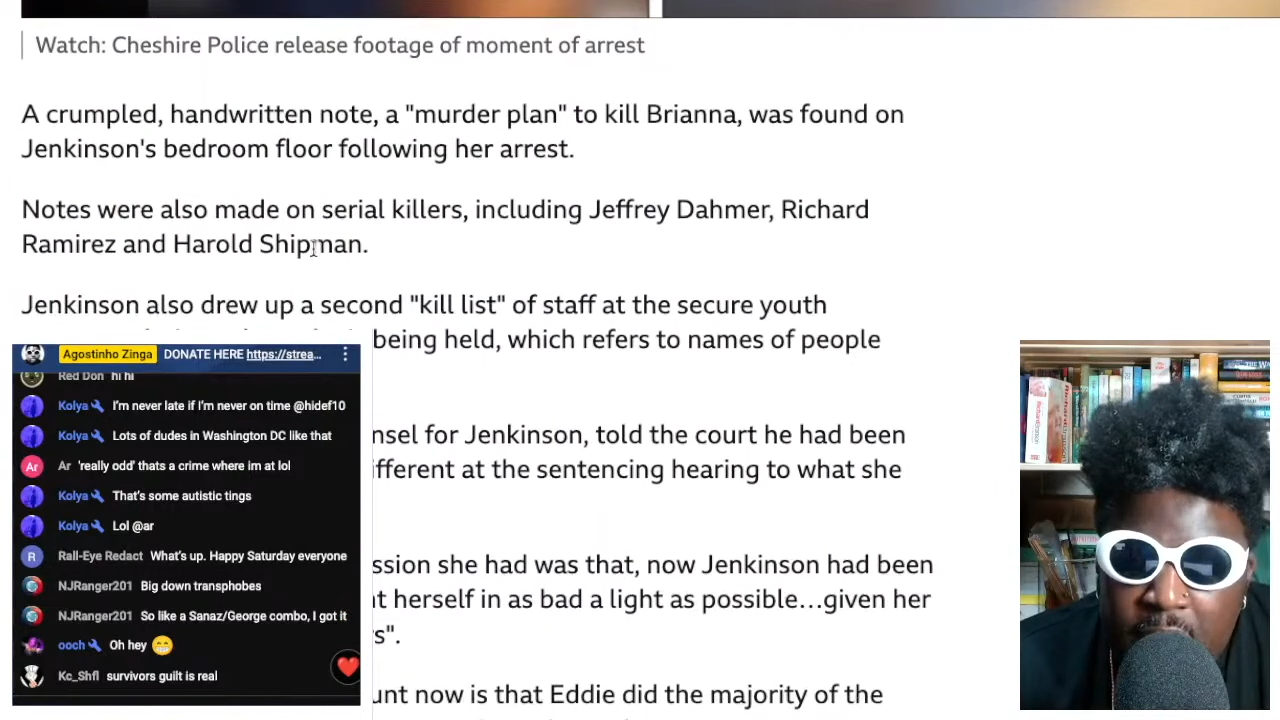 Watch: Cheshire Police release footage of moment of arrest
A crumpled, handwritten note, a "murder plan" to kill Brianna, was found on
Jenkinson's bedroom floor following her arrest.
Notes were also made on serial killers, including Jeffrey Dahmer, Richard
Ramirez and Harold Shipman.
Jenkinson also drew up a second "kill list" of staff at the secure youth
being held, which refers to names of people
nsel for Jenkinson, told the court he had been
ifferent at the sentencing hearing to what she
ssion she had was that, now Jenkinson had been
t herself in as bad a light as possible…given her
s".
unt now is that Eddie did the majority of the
Agostinho Zinga DONATE HERE https://strea...
Red Don hi hi
Kolya I'm never late if I'm never on time @hidef10
Kolya Lots of dudes in Washington DC like that
Ar Ar 'really odd' thats a crime where im at lol
Kolya That's some autistic tings
Kolya Lol @ar
R Rall-Eye Redact What's up. Happy Saturday everyone
NJRanger201 Big down transphobes
NJRanger201 So like a Sanaz/George combo, I got it
ooch Oh hey 😁
Kc_Shfl survivors guilt is real